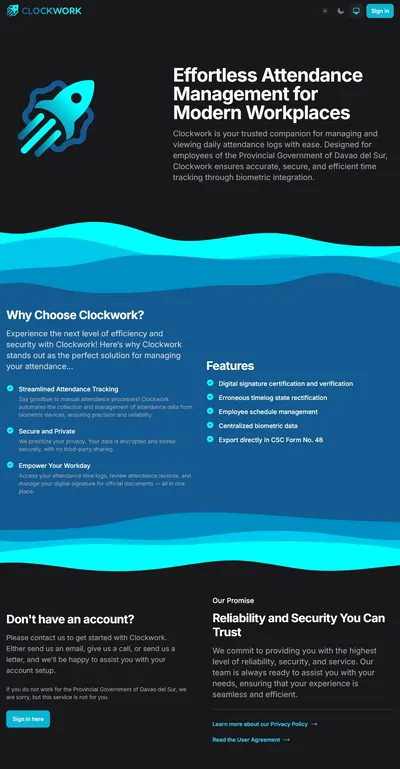 CLOCKWORK
Sign in
Effortless Attendance
Management for
Modern Workplaces
Clockwork is your trusted companion for managing and
viewing daily attendance logs with ease. Designed for
employees of the Provincial Government of Davao del Sur,
Clockwork ensures accurate, secure, and efficient time
tracking through biometric integration.
Why Choose Clockwork?
Experience the next level of efficiency and
security with Clockwork! Here's why Clockwork
stands out as the perfect solution for managing
your attendance...
Streamlined Attendance Tracking
Say goodbye to manual attendance processes! Clockwork
automates the collection and management of attendance data from
biometric devices, ensuring precision and reliability.
Secure and Private
We prioritize your privacy. Your data is encrypted and stored
securely, with no third-party sharing.
Empower Your Workday
Access your attendance time logs, review attendance records, and
manage your digital signature for official documents — all in one
place.
Features
Digital signature certification and verification
Erroneous timelog state rectification
Employee schedule management
Centralized biometric data
Export directly in CSC Form No. 48
Don't have an account?
Please contact us to get started with Clockwork.
Either send us an email, give us a call, or send us a
letter, and we'll be happy to assist you with your
account setup.
If you do not work for the Provincial Government of Davao del Sur, we
are sorry, but this service is not for you.
Sign in here
Our Promise
Reliability and Security You Can
Trust
We commit to providing you with the highest
level of reliability, security, and service. Our
team is always ready to assist you with your
needs, ensuring that your experience is
seamless and efficient.
Learn more about our Privacy Policy →
Read the User Agreement →